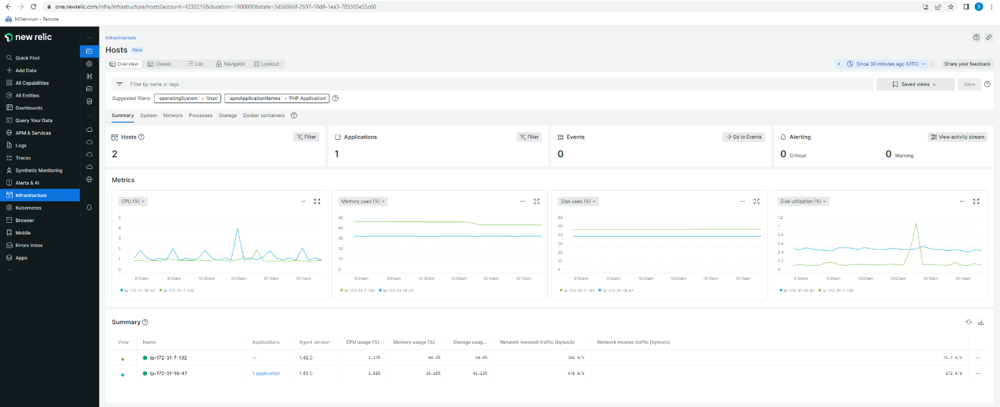 one.newrelic.com/infra/infrastructure/hosts?account=4230216&duration=1800000&state=5d56966f-2697-18d8-1ea3-789305e55c60
S
Millennium - Remote
new relic
Quick Find
Add Data
All Capabilities
All Entities
Dashboards
Query Your Data
APM & Services
Logs
Traces
Synthetic Monitoring
Alerts & AI
Infrastructure
Kubernetes
Browser
Mobile
Errors Inbox
Apps
...
Infrastructure
Hosts New
Overview Classic List Navigator Lookout
Since 30 minutes ago (UTC) Share your feedback
Filter by name or tags
Saved views Save
Suggested filters: `operatingSystem` = 'linux' `apmApplicationNames` = 'PHP Application'
Summary System Network Processes Storage Docker containers
Hosts Filter
2
Applications Filter
1
Events Go to Events
0
Alerting View activity stream
0 Critical 0 Warning
Metrics
CPU (%)
5
4
3
2
1
0
9:50am 9:55am 10:00am 10:05am 10:10am 10:15am
ip-172-31-19-47 ip-172-31-7-132
Memory used (%)
50
40
30
20
10
0
9:50am 9:55am 10:00am 10:05am 10:10am 10:15am
ip-172-31-7-132 ip-172-31-19-47
Disk used (%)
60
50
40
30
20
10
0
9:50am 9:55am 10:00am 10:05am 10:10am 10:15am
ip-172-31-7-132 ip-172-31-19-47
Disk utilization (%)
1.2
1
0.8
0.6
0.4
0.2
0
9:50am 9:55am 10:00am 10:05am 10:10am 10:15am
ip-172-31-19-47 ip-172-31-7-132
Summary
View Name Applications Agent version CPU usage (%) Memory usage (%) Storage usag... Network transmit traffic (bytes/s) Network receive traffic (bytes/s)
ip-172-31-7-132 -- 1.48.0 1.23% 48.6% 50.4% 286 B/s 76.7 B/s ...
ip-172-31-19-47 1 application 1.48.0 1.58% 35.25% 42.23% 476 B/s 172 B/s ...